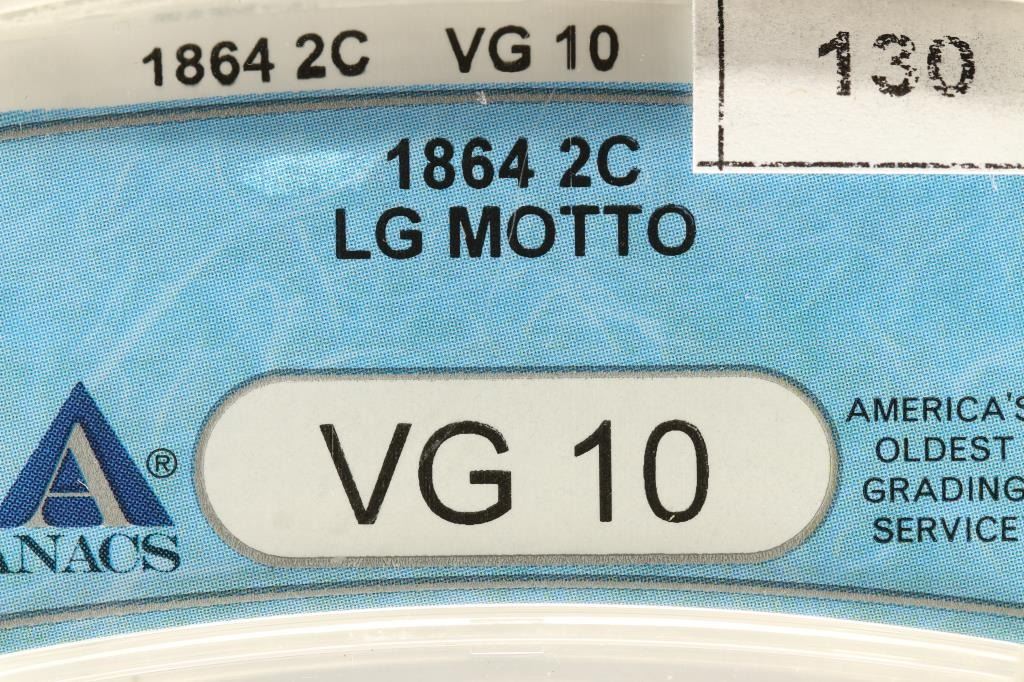 1864 2C VG 10
130
1864 2C
LG MOTTO
VG 10
A®
ANACS
AMERICA'S
OLDEST
GRADING
SERVICE